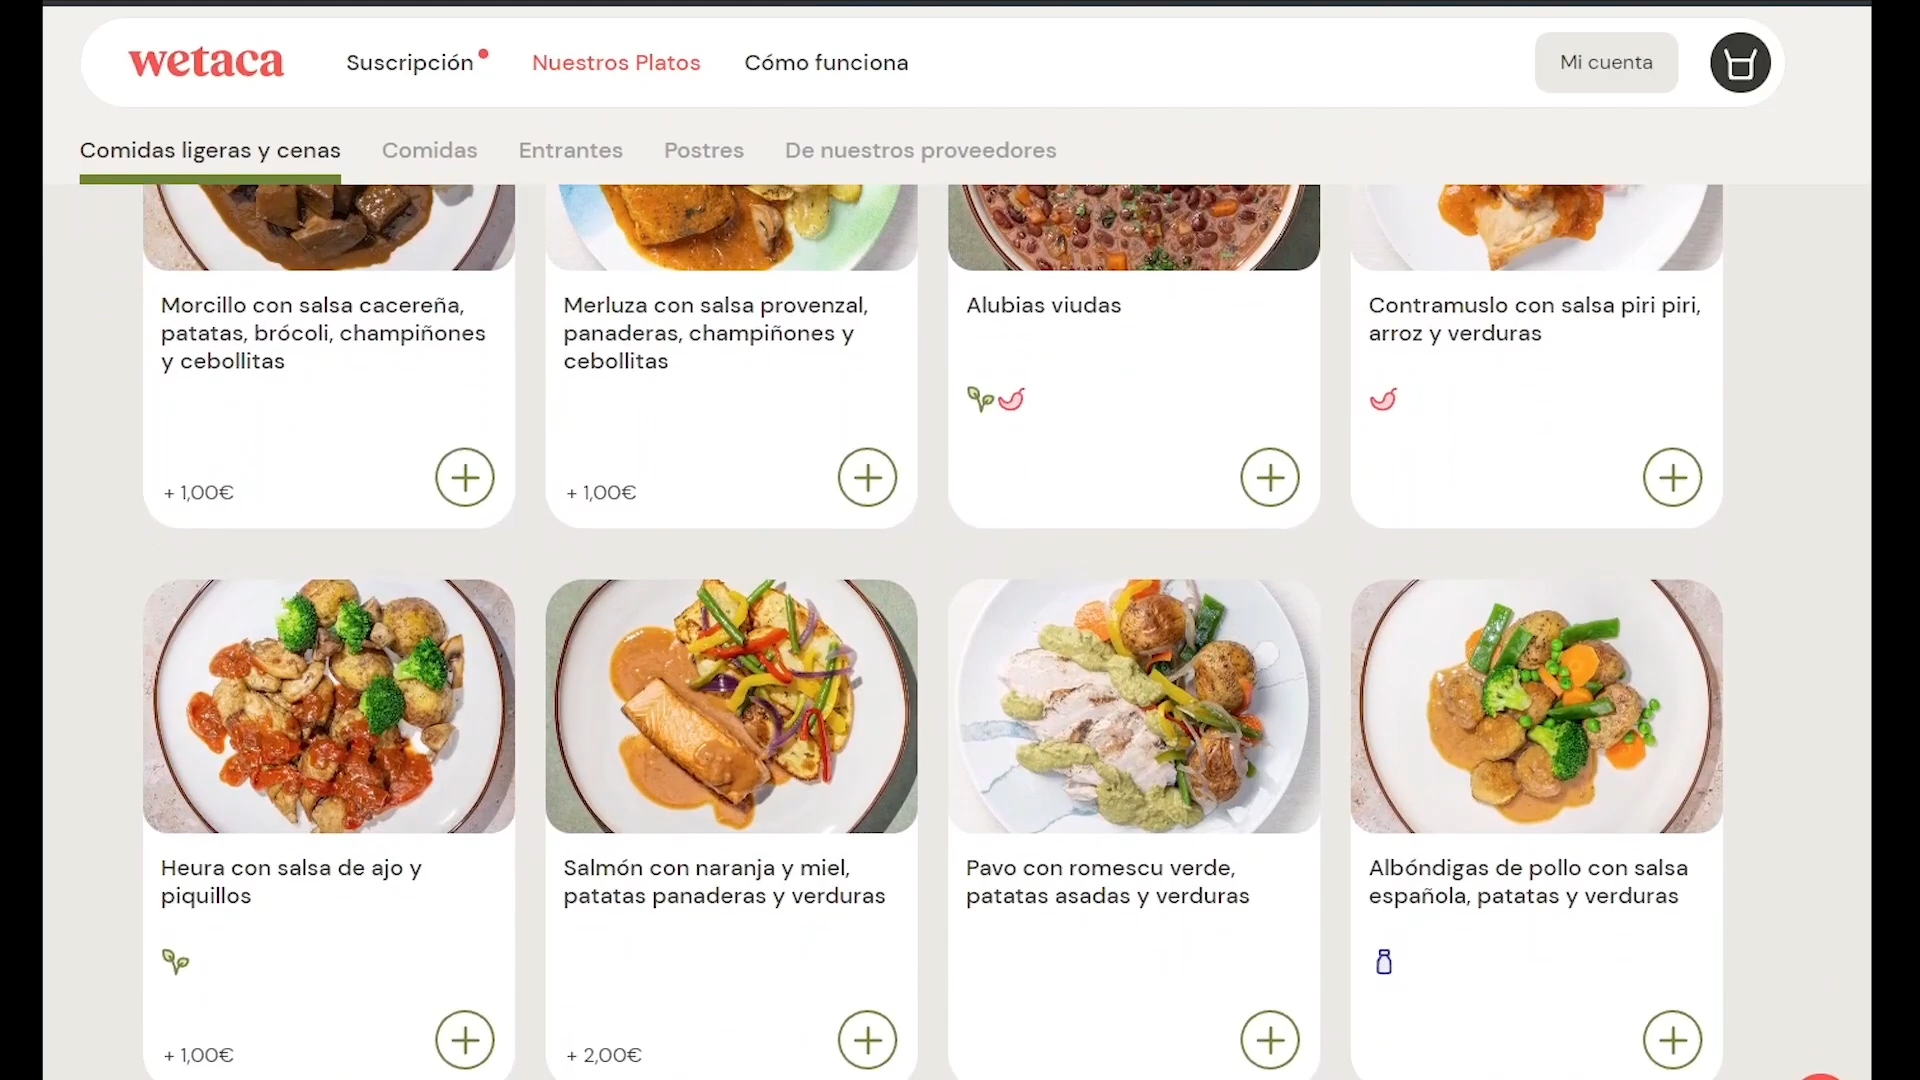 wetaca
Suscripción
Nuestros Platos
Cómo funciona
Mi cuenta
Comidas ligeras y cenas
Comidas
Entrantes
Postres
De nuestros proveedores
Morcillo con salsa cacereña,
patatas, brócoli, champiñones
y cebollitas
+ 1,00€
Merluza con salsa provenzal,
panaderas, champiñones y
cebollitas
+ 1,00€
Alubias viudas
Contramuslo con salsa piri piri,
arroz y verduras
Heura con salsa de ajo y
piquillos
+ 1,00€
Salmón con naranja y miel,
patatas panaderas y verduras
+ 2,00€
Pavo con romescu verde,
patatas asadas y verduras
Albóndigas de pollo con salsa
española, patatas y verduras